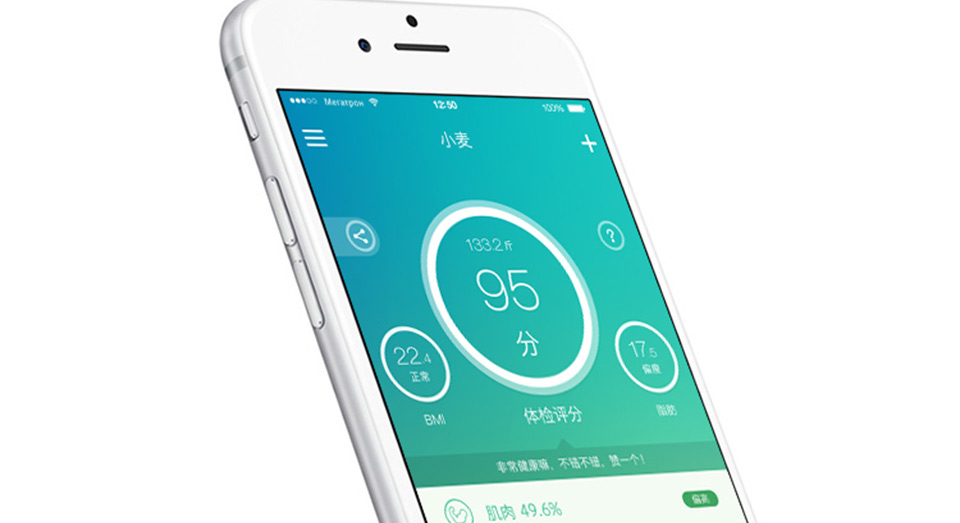 Мегатрон 12:50 100%
小麦
?
133.2斤
95
分
22.4
正常
BMI
17.5
偏瘦
脂肪
体检评分
非常健康嘛,不错不错,赞一个!
肌肉 49.6%
偏高